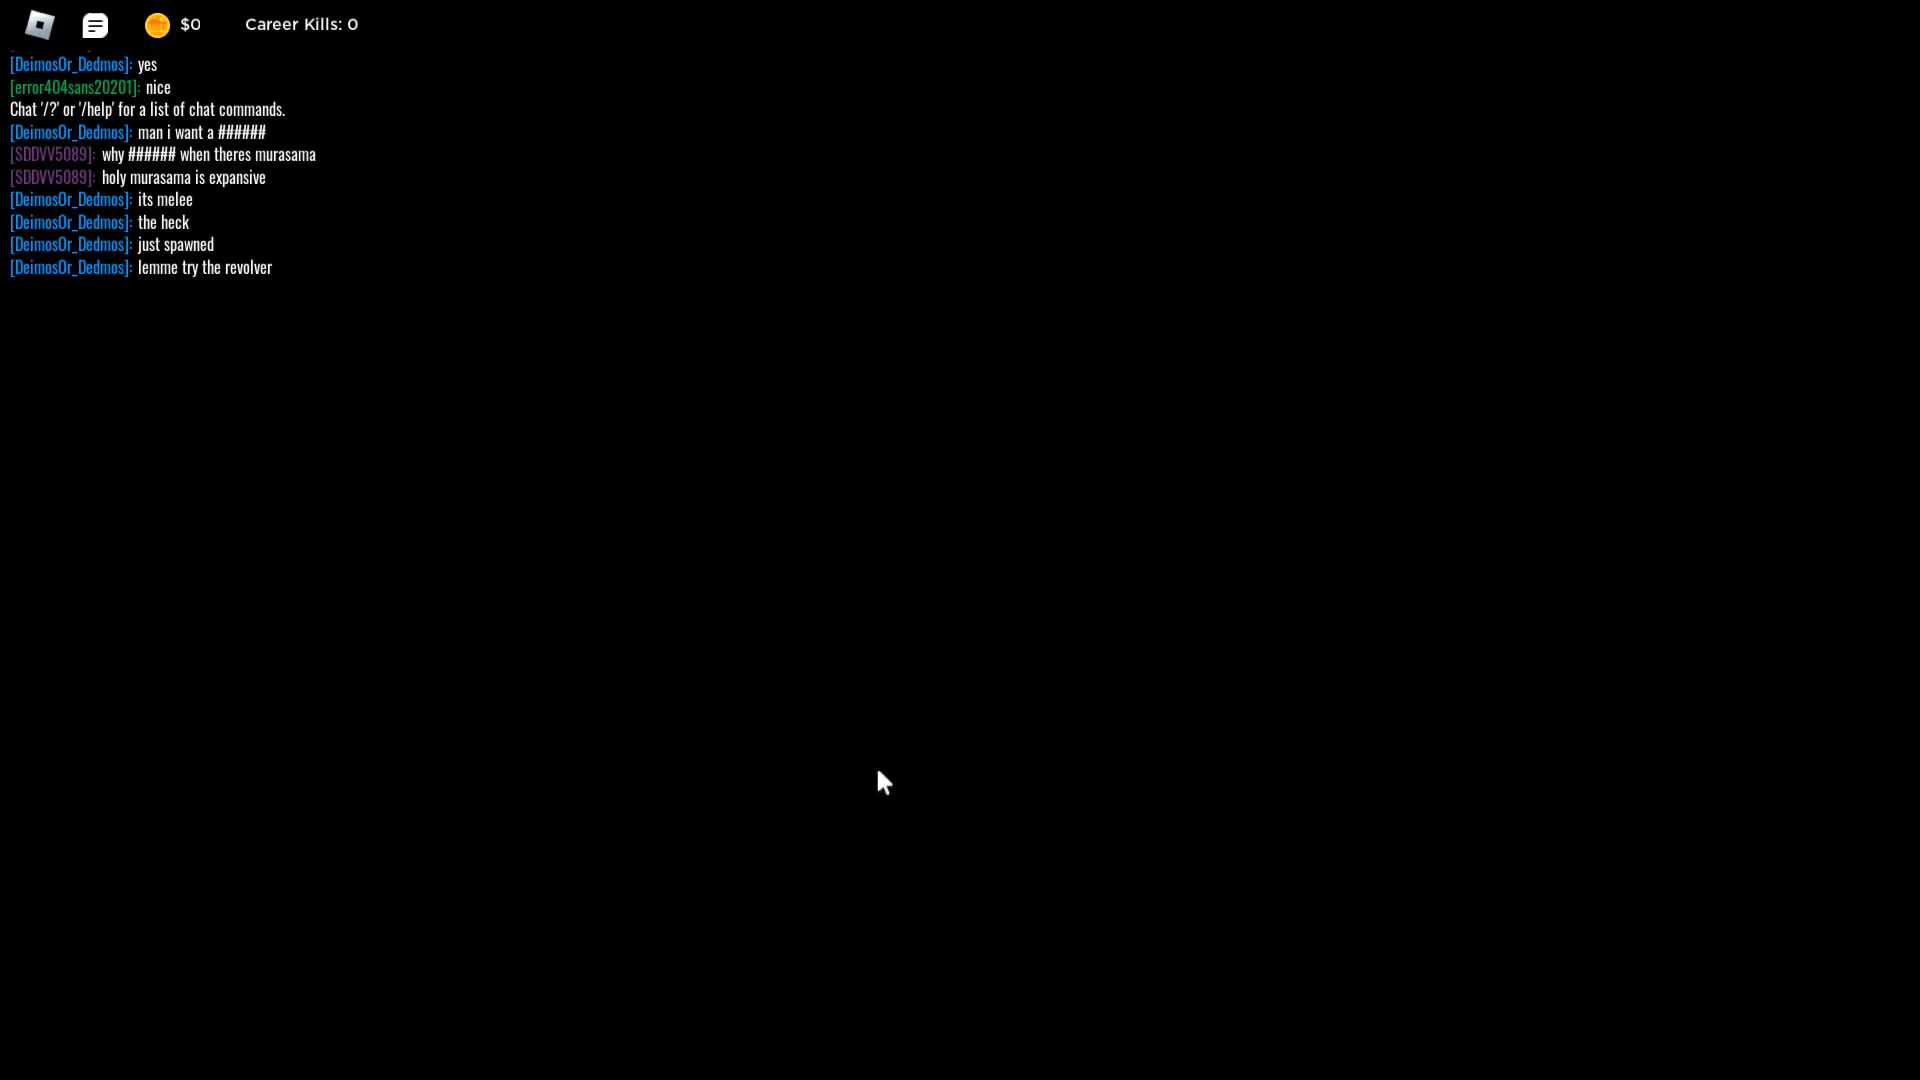 $0 Career Kills: 0
[DeimosOr_Dedmos]: yes
[error404sans20201]: nice
Chat '/?' or '/help' for a list of chat commands.
[DeimosOr_Dedmos]: man i want a ######
[SDDVV5089]: why ###### when theres murasama
[SDDVV5089]: holy murasama is expansive
[DeimosOr_Dedmos]: its melee
[DeimosOr_Dedmos]: the heck
[DeimosOr_Dedmos]: just spawned
[DeimosOr_Dedmos]: lemme try the revolver